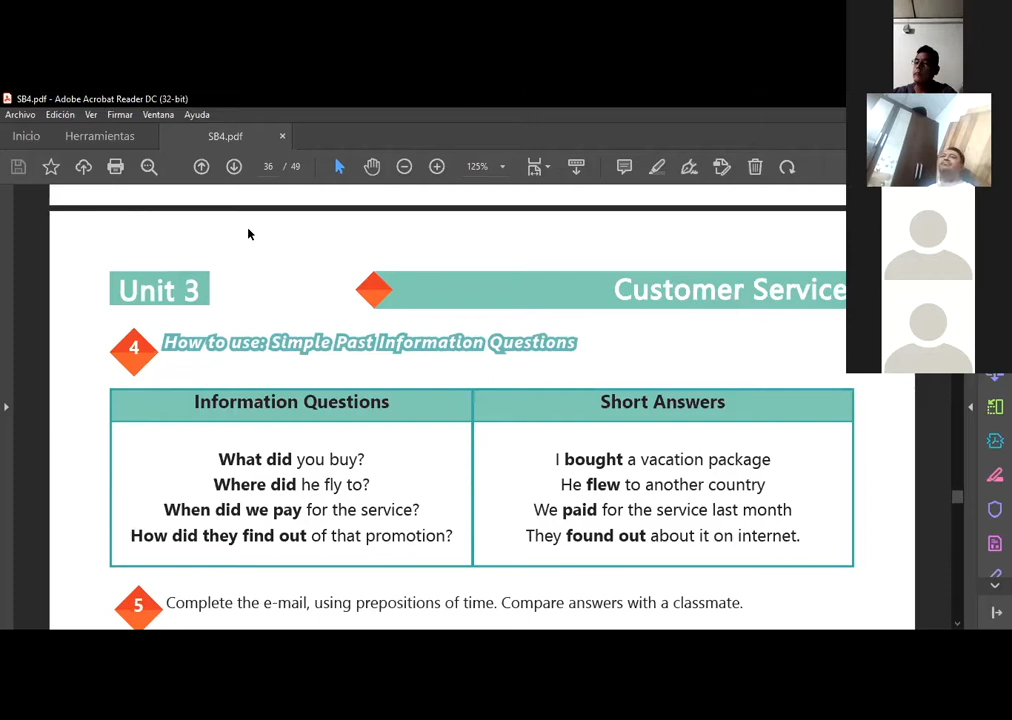 SB4.pdf - Adobe Acrobat Reader DC (32-bit)
Archivo Edición Ver Firmar Ventana Ayuda
Inicio Herramientas SB4.pdf ×
36 / 49 125%
Unit 3 Customer Service
4 How to use: Simple Past Information Questions
Information Questions Short Answers
What did you buy? I bought a vacation package
Where did he fly to? He flew to another country
When did we pay for the service? We paid for the service last month
How did they find out of that promotion? They found out about it on internet.
5 Complete the e-mail, using prepositions of time. Compare answers with a classmate.